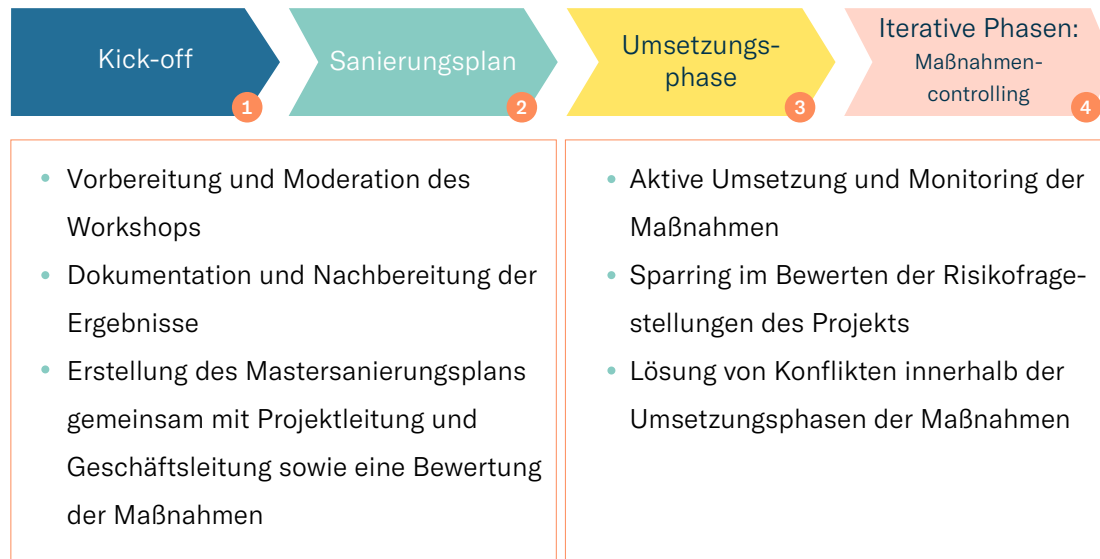 Kick-off
1
Sanierungsplan
2
Umsetzungs-
phase
3
Iterative Phasen:
Maßnahmen-
controlling
4
• Vorbereitung und Moderation des
Workshops
• Dokumentation und Nachbereitung der
Ergebnisse
• Erstellung des Mastersanierungsplans
gemeinsam mit Projektleitung und
Geschäftsleitung sowie eine Bewertung
der Maßnahmen
• Aktive Umsetzung und Monitoring der
Maßnahmen
• Sparring im Bewerten der Risikofrage-
stellungen des Projekts
• Lösung von Konflikten innerhalb der
Umsetzungsphasen der Maßnahmen